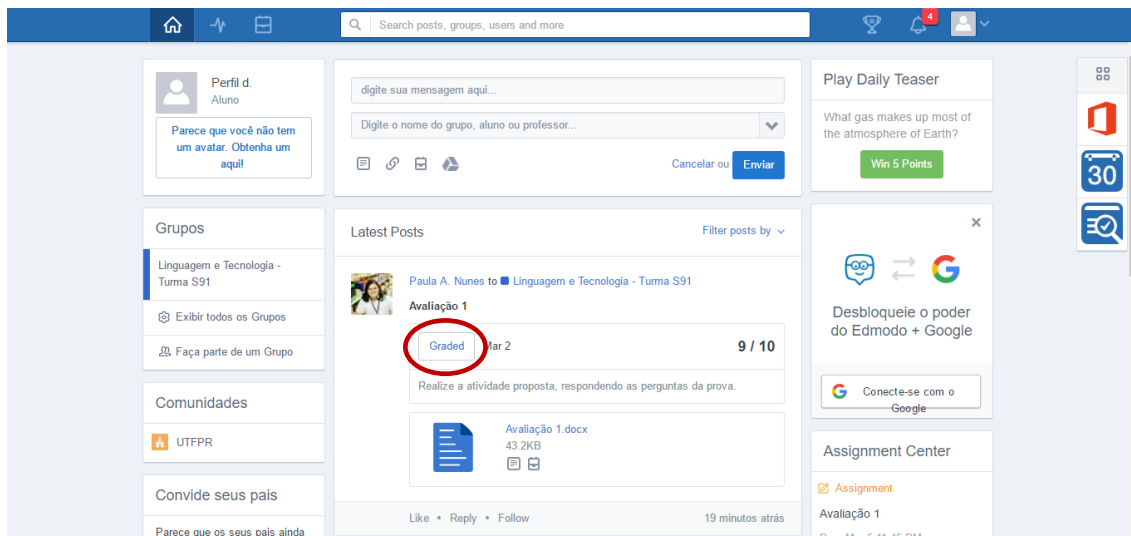 Search posts, groups, users and more
4
Perfil d.
Aluno
Parece que você não tem
um avatar. Obtenha um
aqui!
Grupos
Linguagem e Tecnologia -
Turma S91
Exibir todos os Grupos
Faça parte de um Grupo
Comunidades
UTFPR
Convide seus pais
Parece que os seus pais ainda
digite sua mensagem aqui...
Digite o nome do grupo, aluno ou professor...
Cancelar ou Enviar
Latest Posts
Filter posts by
Paula A. Nunes to Linguagem e Tecnologia - Turma S91
Avaliação 1
Graded Mar 2 9 / 10
Realize a atividade proposta, respondendo as perguntas da prova.
Avaliação 1.docx
43.2KB
Like • Reply • Follow 19 minutos atrás
Play Daily Teaser
What gas makes up most of
the atmosphere of Earth?
Win 5 Points
Desbloqueie o poder
do Edmodo + Google
Conecte-se com o
Google
Assignment Center
Assignment
Avaliação 1
30